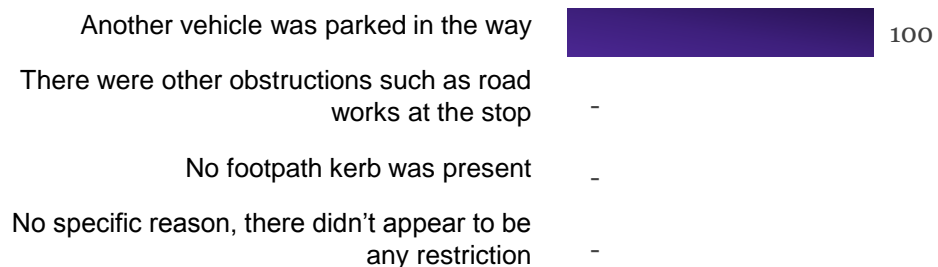 Another vehicle was parked in the way
100
There were other obstructions such as road
works at the stop
-
No footpath kerb was present
-
No specific reason, there didn't appear to be
any restriction
-